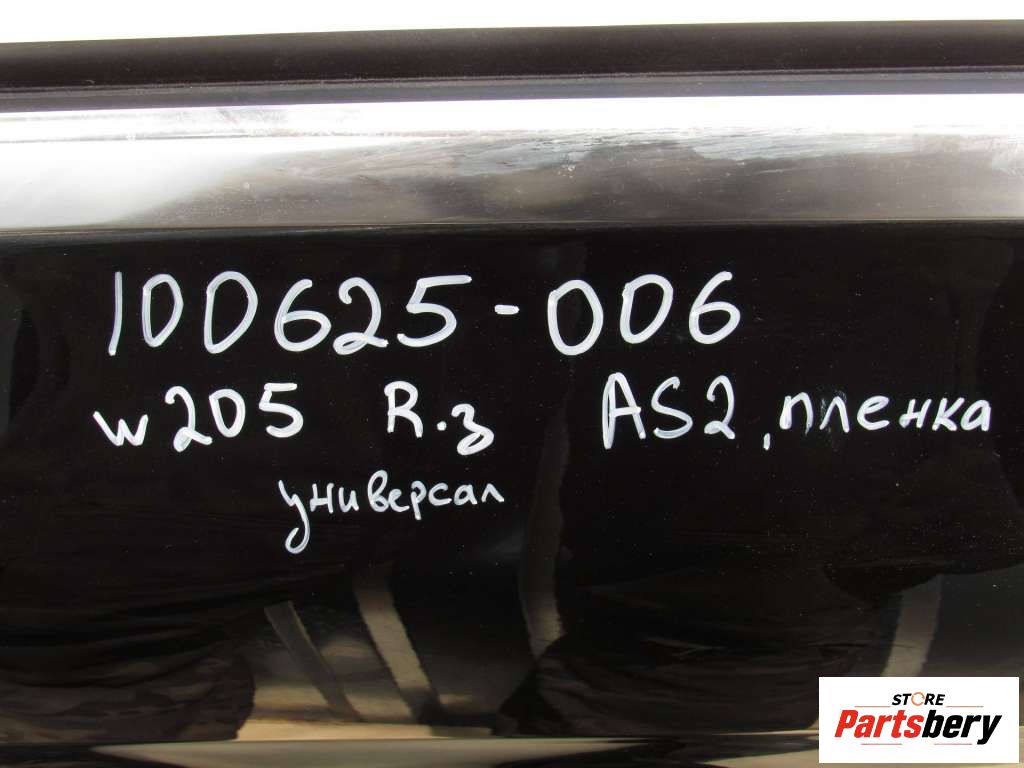 100625-006
w205 R.з AS2, пленка
универсал
STORE
Partsbery